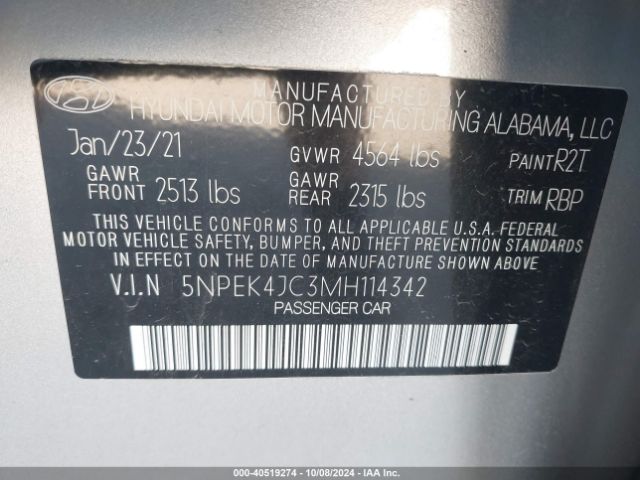 MANUFACTURED BY
HYUNDAI MOTOR MANUFACTURING ALABAMA, LLC
Jan/23/21 GVWR 4564 lbs PAINT R2T
GAWR FRONT 2513 lbs GAWR REAR 2315 lbs TRIM RBP
THIS VEHICLE CONFORMS TO ALL APPLICABLE U.S.A. FEDERAL
MOTOR VEHICLE SAFETY, BUMPER, AND THEFT PREVENTION STANDARDS
IN EFFECT ON THE DATE OF MANUFACTURE SHOWN ABOVE.
V.I.N 5NPEK4JC3MH114342
PASSENGER CAR
000-40519274 | 10/08/2024 | IAAI.COM